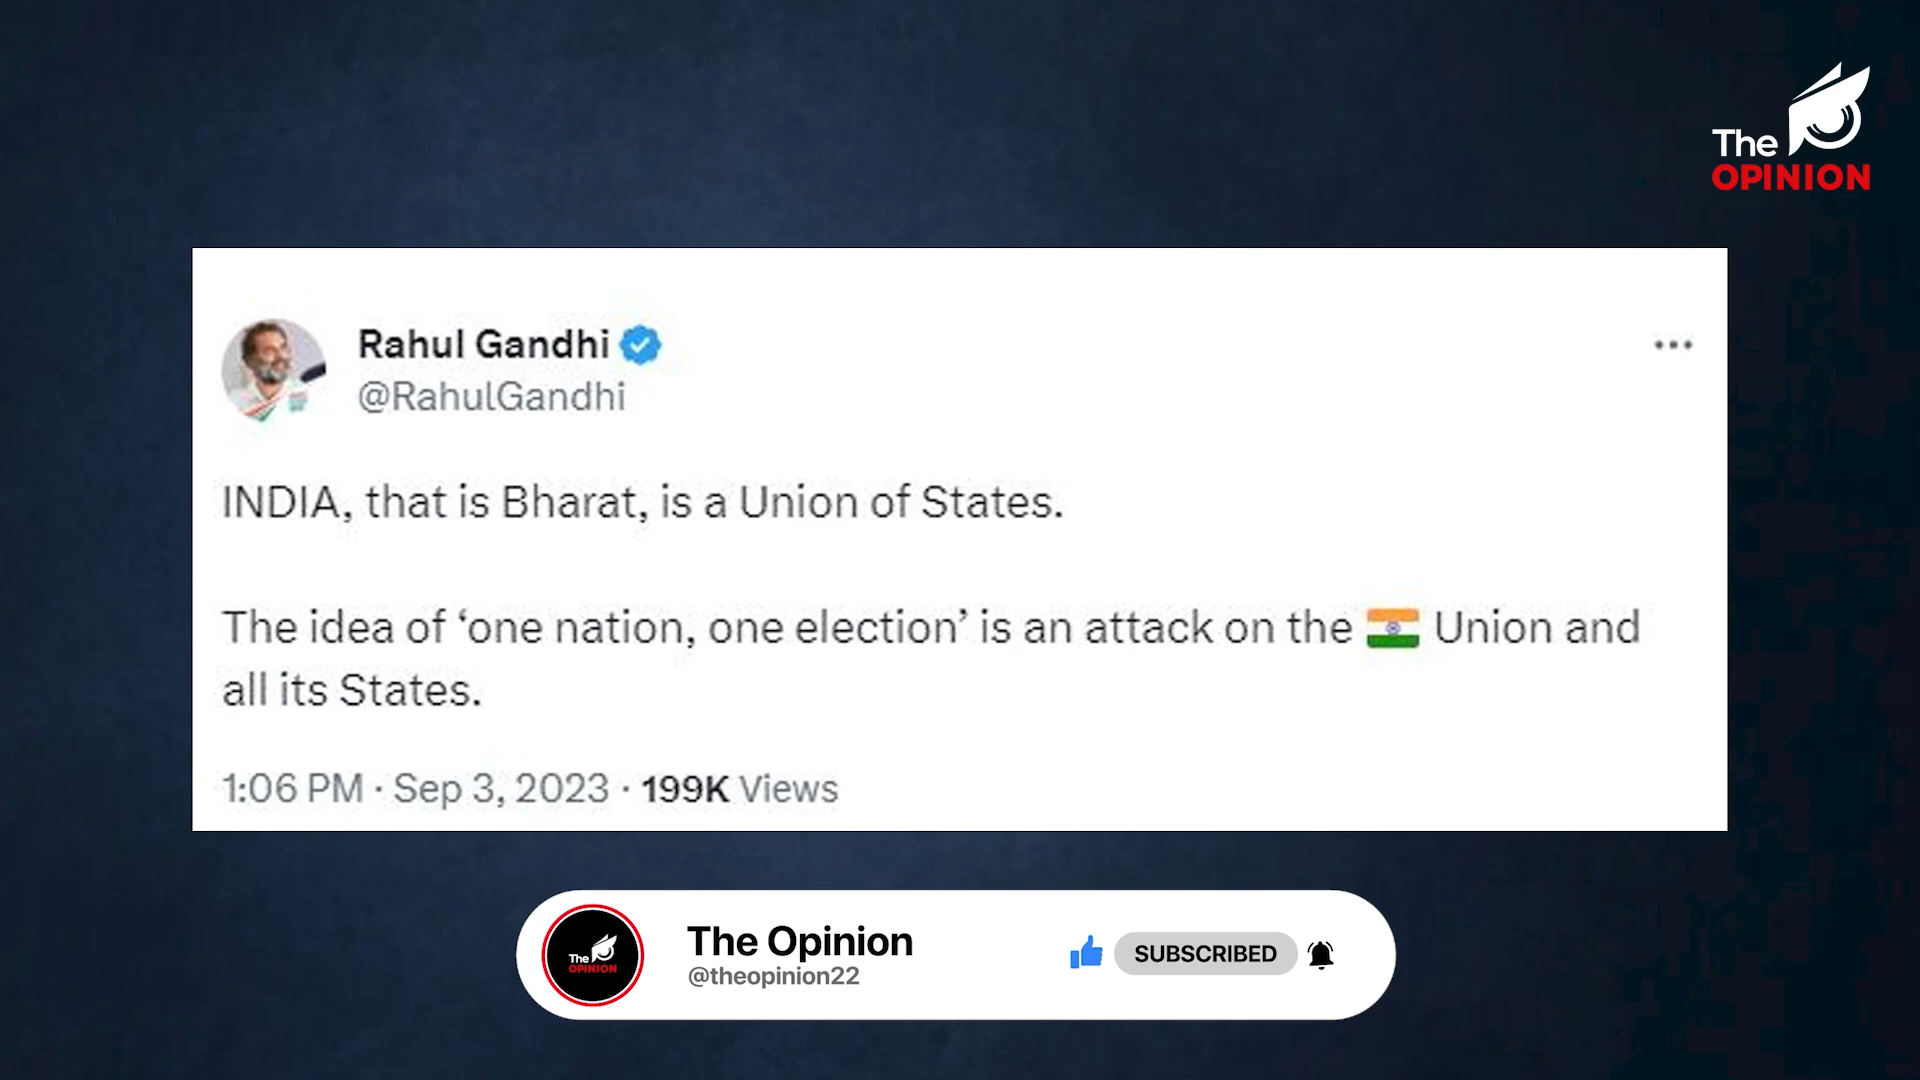 The
OPINION
Rahul Gandhi
@RahulGandhi
INDIA, that is Bharat, is a Union of States.
The idea of ‘one nation, one election’ is an attack on the 🇮🇳 Union and
all its States.
1:06 PM · Sep 3, 2023 · 199K Views
The
OPINION
The Opinion
@theopinion22
SUBSCRIBED